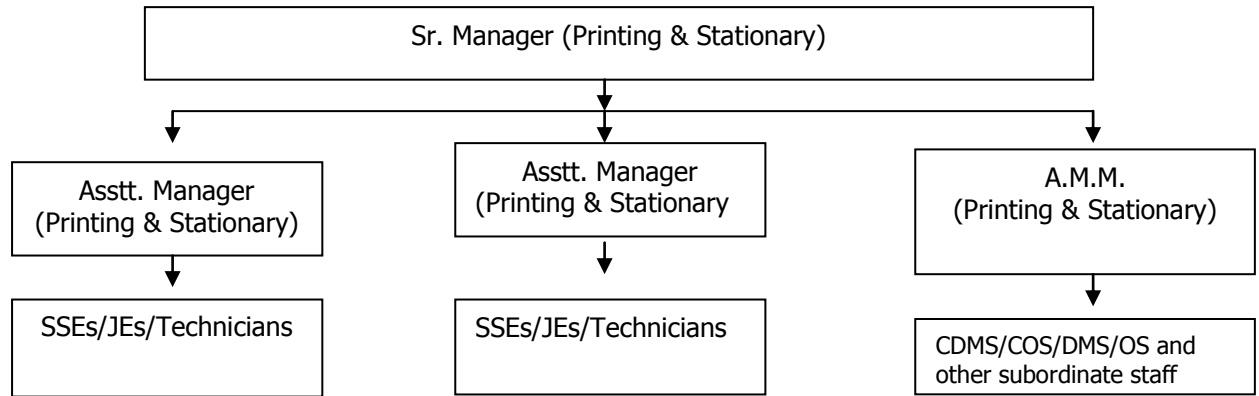 Sr. Manager (Printing & Stationary)
Asstt. Manager
(Printing & Stationary)
Asstt. Manager
(Printing & Stationary
A.M.M.
(Printing & Stationary)
SSEs/JEs/Technicians
SSEs/JEs/Technicians
CDMS/COS/DMS/OS and
other subordinate staff